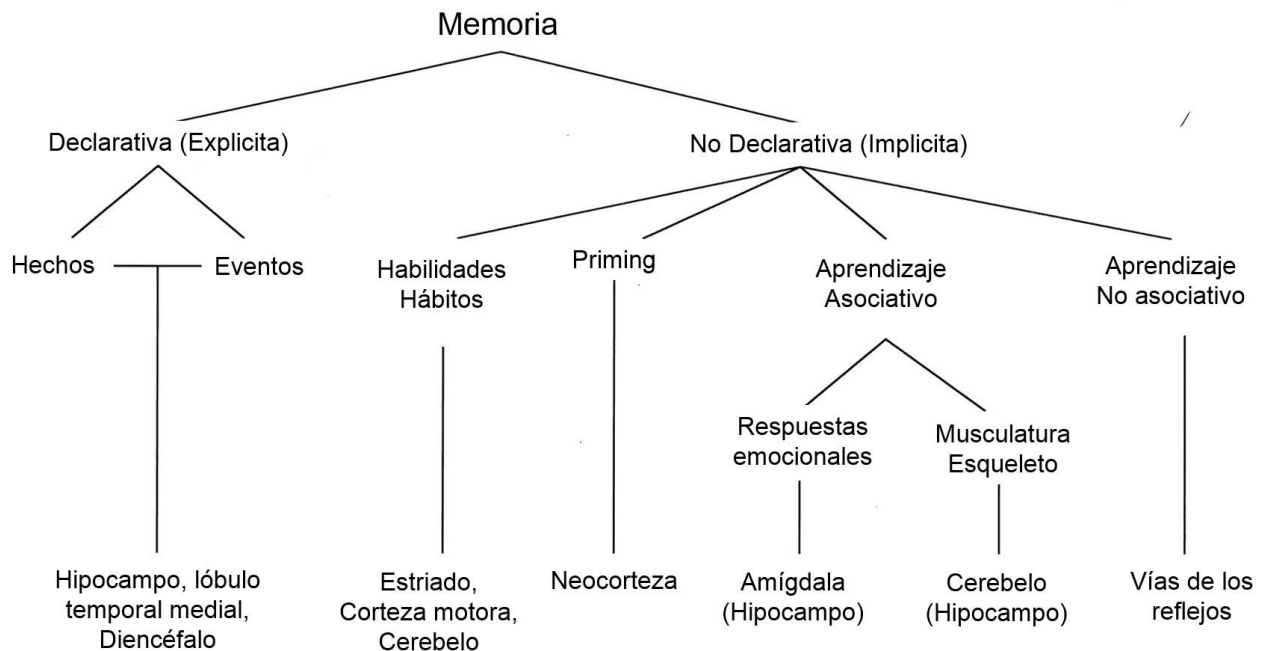 Memoria
Declarativa (Explicita)
No Declarativa (Implicita)
Hechos
Eventos
Habilidades
Hábitos
Priming
Aprendizaje
Asociativo
Aprendizaje
No asociativo
Respuestas
emocionales
Musculatura
Esqueleto
Hipocampo, lóbulo
temporal medial,
Diencéfalo
Estriado,
Corteza motora,
Cerebelo
Neocorteza
Amígdala
(Hipocampo)
Cerebelo
(Hipocampo)
Vías de los
reflejos